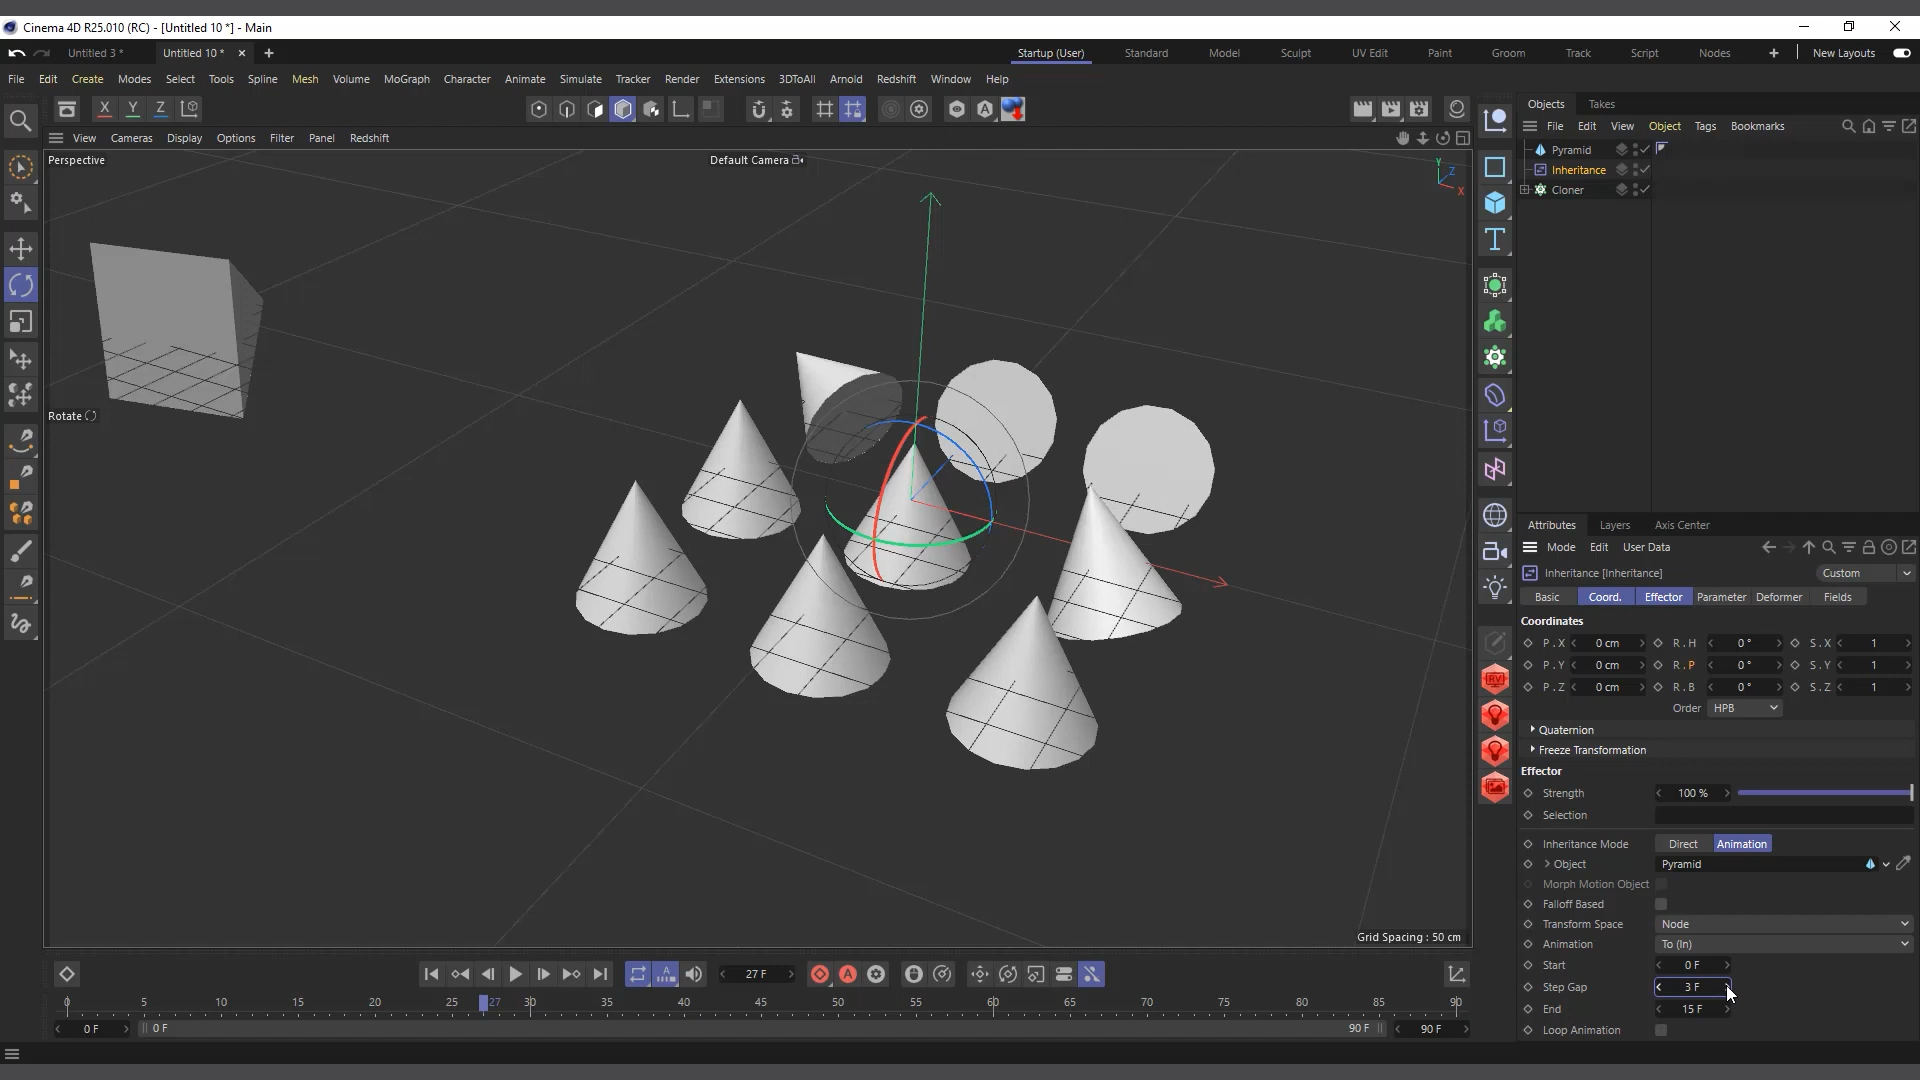 Cinema 4D R25.010 (RC) - [Untitled 10 *] - Main
Untitled 3 *
Untitled 10 *
Startup (User)
Standard
Model
Sculpt
UV Edit
Paint
Groom
Track
Script
Nodes
New Layouts
File
Edit
Create
Modes
Select
Tools
Spline
Mesh
Volume
MoGraph
Character
Animate
Simulate
Tracker
Render
Extensions
3DToAll
Arnold
Redshift
Window
Help
X
Y
Z
Objects
Takes
File
Edit
View
Object
Tags
Bookmarks
View
Cameras
Display
Options
Filter
Panel
Redshift
Perspective
Default Camera
Y
Z
X
Pyramid
Inheritance
Cloner
Rotate
Attributes
Layers
Axis Center
Mode
Edit
User Data
Inheritance [Inheritance]
Custom
Basic
Coord.
Effector
Parameter
Deformer
Fields
Coordinates
P . X 0 cm R . H 0 ° S . X 1
P . Y 0 cm R . P 0 ° S . Y 1
P . Z 0 cm R . B 0 ° S . Z 1
Order HPB
Quaternion
Freeze Transformation
Effector
Strength 100 %
Selection
Inheritance Mode Direct Animation
Object Pyramid
Morph Motion Object
Falloff Based
Transform Space Node
Animation To (In)
Start 0 F
Step Gap 3 F
End 15 F
Loop Animation
RV
Grid Spacing : 50 cm
27 F
0 5 10 15 20 25 27 30 35 40 45 50 55 60 65 70 75 80 85 90
0 F
0 F
90 F
90 F